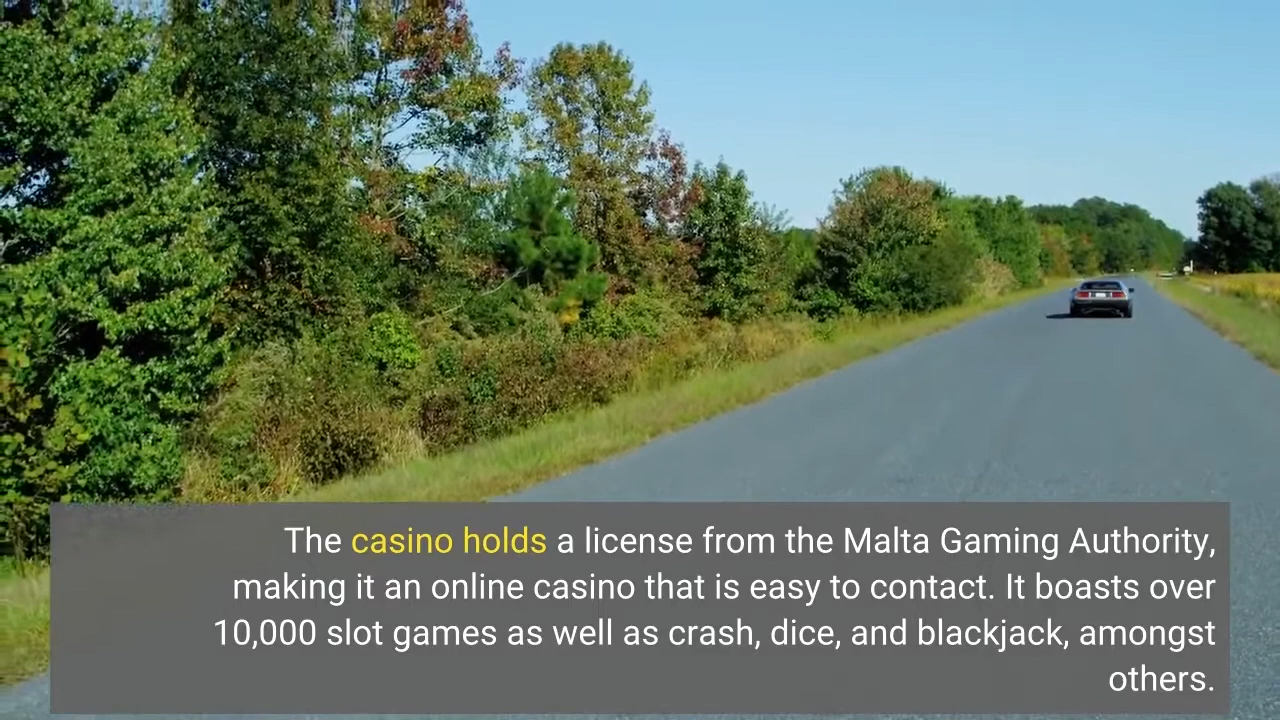 The casino holds a license from the Malta Gaming Authority,
making it an online casino that is easy to contact. It boasts over
10,000 slot games as well as crash, dice, and blackjack, amongst
others.